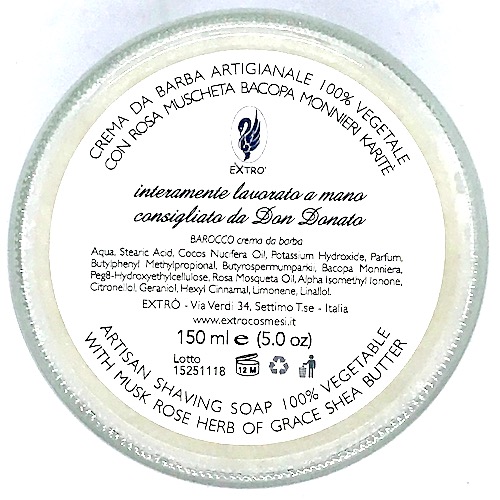 CREMA DA BARBA ARTIGIANALE 100% VEGETALE
CON ROSA MUSCHETA BACOPA MONNIERI KARITÈ
EXTRÒ
interamente lavorato a mano
consigliato da Don Donato
BAROCCO crema da barba
Aqua, Stearic Acid, Cocos Nucifera Oil, Potassium Hydroxide, Parfum,
Butylphenyl Methylpropional, Butyrospermumparkii, Bacopa Monniera,
Peg8-Hydroxyethylcellulose, Rosa Mosqueta Oil, Alpha Isomethyl Ionone,
Citronellol, Geraniol, Hexyl Cinnamal, Limonene, Linallol.
EXTRÒ - Via Verdi 34, Settimo T.se - Italia
www.extrocosmesi.it
150 ml e (5.0 oz)
Lotto
15251118
12 M
ARTISAN SHAVING SOAP 100% VEGETABLE
WITH MUSK ROSE HERB OF GRACE SHEA BUTTER